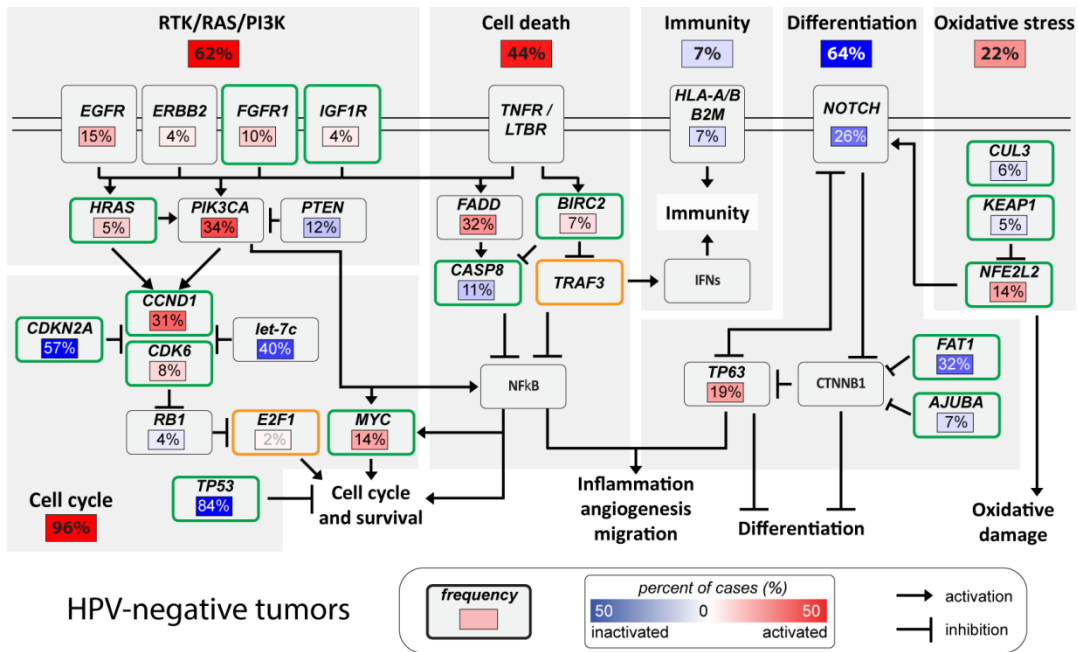 RTK/RAS/PI3K
62%
Cell death
44%
Immunity
7%
Differentiation
64%
Oxidative stress
22%
EGFR
15%
ERBB2
4%
FGFR1
10%
IGF1R
4%
TNFR /
LTBR
HLA-A/B
B2M
7%
NOTCH
26%
CUL3
6%
KEAP1
5%
NFE2L2
14%
HRAS
5%
PIK3CA
34%
PTEN
12%
FADD
32%
BIRC2
7%
Immunity
CASP8
11%
TRAF3
IFNs
CCND1
31%
CDKN2A
57%
let-7c
40%
CDK6
8%
NFkB
TP63
19%
CTNNB1
FAT1
32%
AJUBA
7%
RB1
4%
E2F1
2%
MYC
14%
TP53
84%
Cell cycle
96%
Cell cycle
and survival
Inflammation
angiogenesis
migration
Differentiation
Oxidative
damage
HPV-negative tumors
frequency
percent of cases (%)
50 0 50
inactivated activated
activation
inhibition